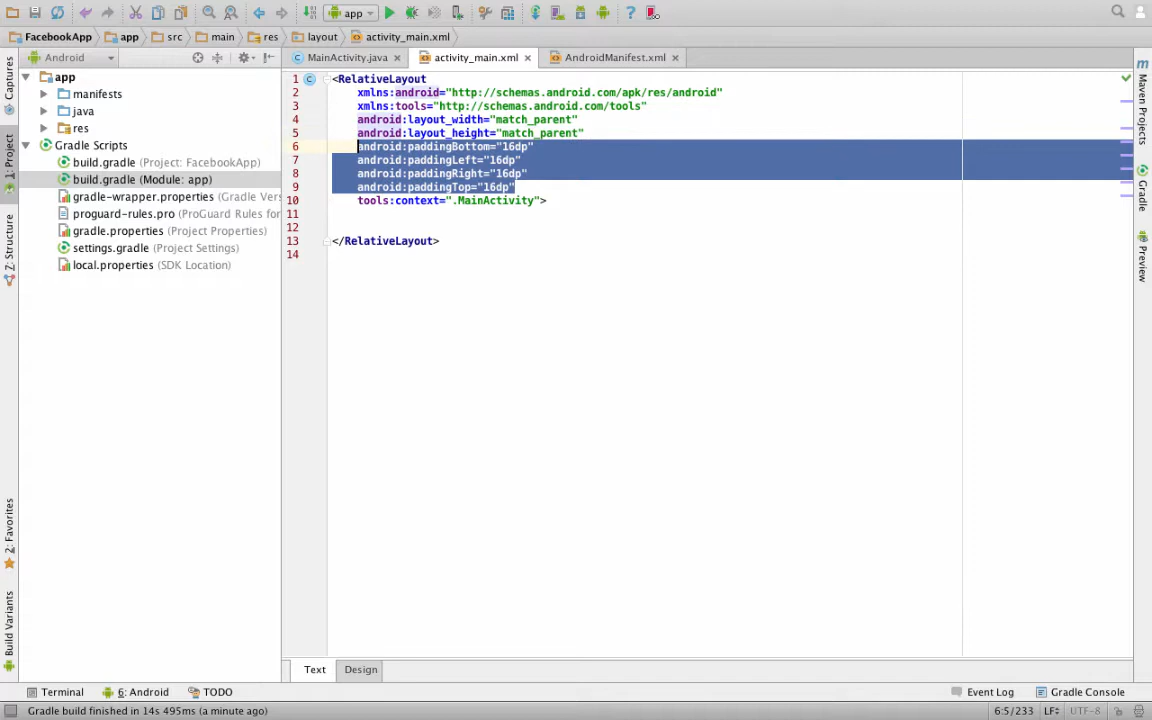 app
FacebookApp
app
src
main
res
layout
activity_main.xml
Android
MainActivity.java
activity_main.xml
AndroidManifest.xml
Captures
1: Project
Z: Structure
2: Favorites
Build Variants
app
manifests
java
res
Gradle Scripts
build.gradle (Project: FacebookApp)
build.gradle (Module: app)
gradle-wrapper.properties (Gradle Vers
proguard-rules.pro (ProGuard Rules for
gradle.properties (Project Properties)
settings.gradle (Project Settings)
local.properties (SDK Location)
1 <RelativeLayout
2 xmlns:android="http://schemas.android.com/apk/res/android"
3 xmlns:tools="http://schemas.android.com/tools"
4 android:layout_width="match_parent"
5 android:layout_height="match_parent"
6 android:paddingBottom="16dp"
7 android:paddingLeft="16dp"
8 android:paddingRight="16dp"
9 android:paddingTop="16dp"
10 tools:context=".MainActivity">
11
12
13 </RelativeLayout>
14
Maven Projects
Gradle
Preview
Text
Design
Terminal
6: Android
TODO
Event Log
Gradle Console
Gradle build finished in 14s 495ms (a minute ago)
6:5/233
LF
UTF-8